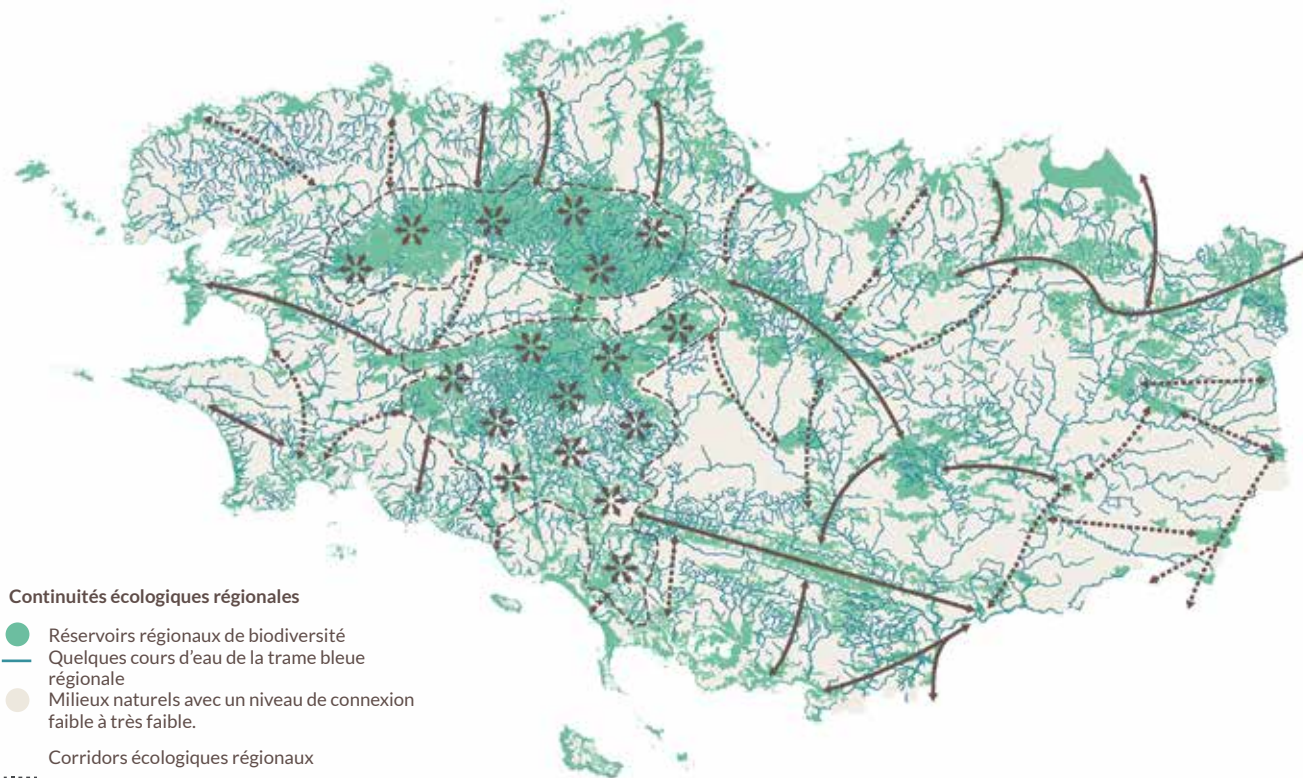 Continuités écologiques régionales
Réservoirs régionaux de biodiversité
Quelques cours d'eau de la trame bleue
régionale
Milieux naturels avec un niveau de connexion
faible à très faible.
Corridors écologiques régionaux